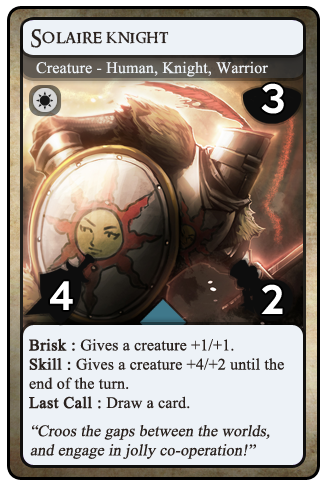 Solaire knight
Creature - Human, Knight, Warrior
3
4
2
Brisk : Gives a creature +1/+1.
Skill : Gives a creature +4/+2 until the
end of the turn.
Last Call : Draw a card.
“Croos the gaps between the worlds,
and engage in jolly co-operation!”